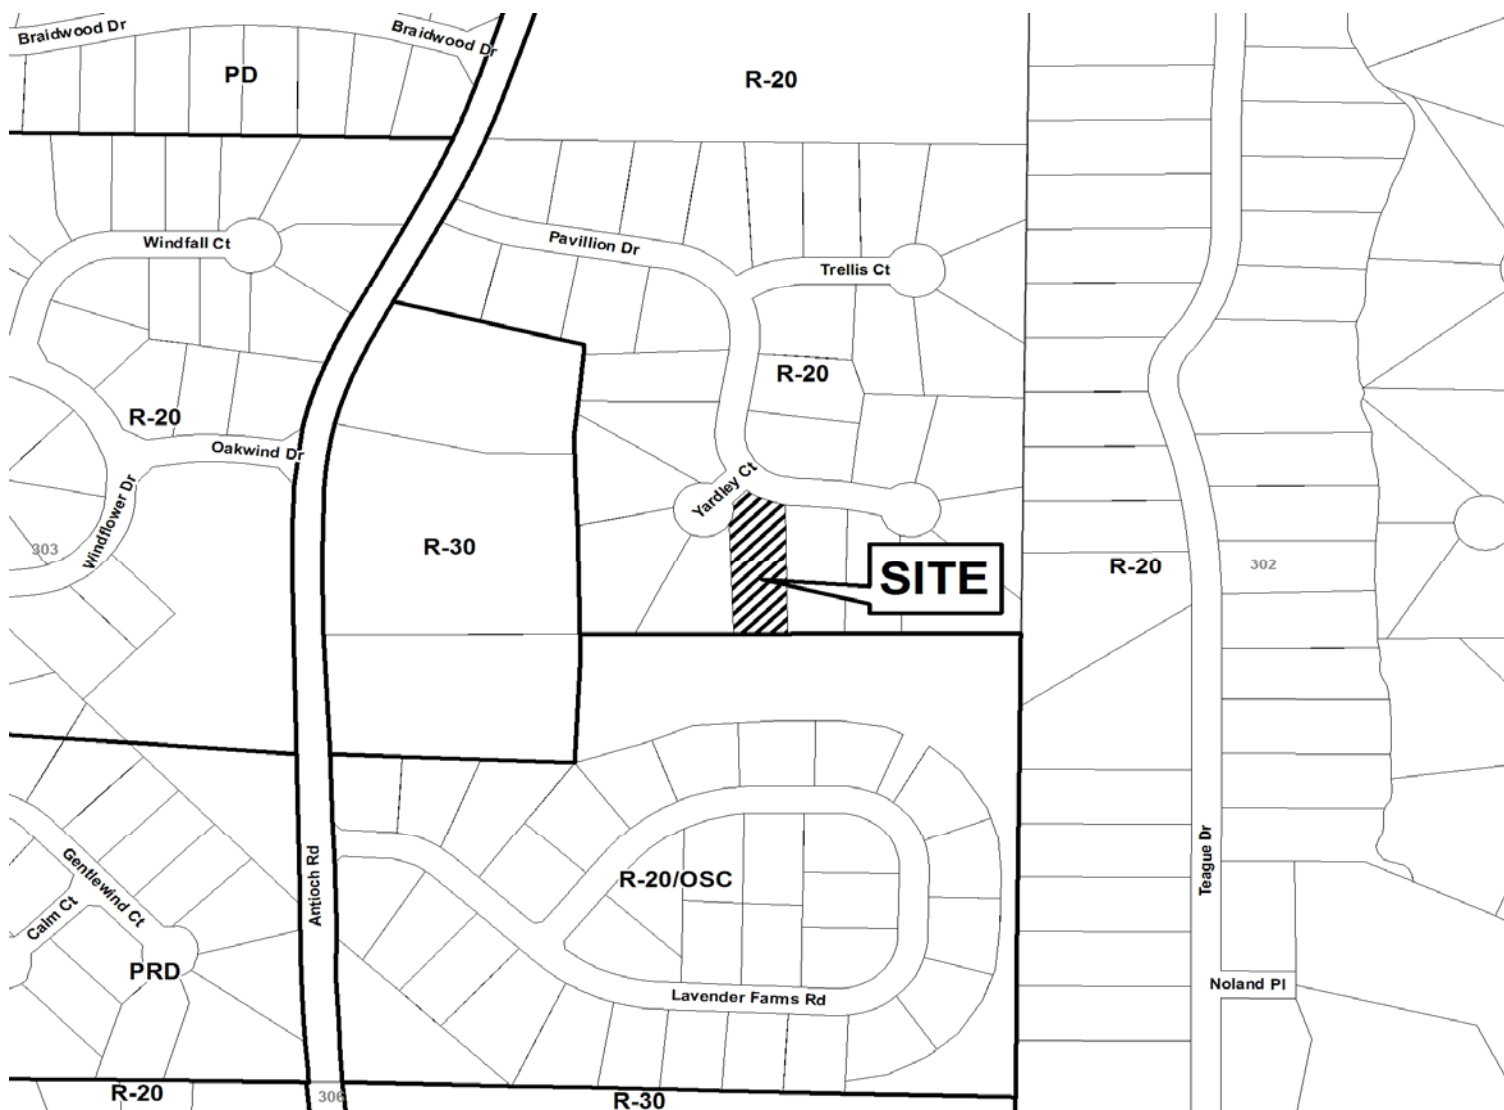 Braidwood Dr
Braidwood Dr
PD
R-20
Windfall Ct
Pavillion Dr
Trellis Ct
R-20
R-20
Oakwind Dr
Yardley Ct
Windflower Dr
303
R-30
SITE
R-20
302
Antioch Rd
Teague Dr
Gentlewind Ct
Calm Ct
R-20/OSC
PRD
Lavender Farms Rd
Noland Pl
R-20
306
R-30